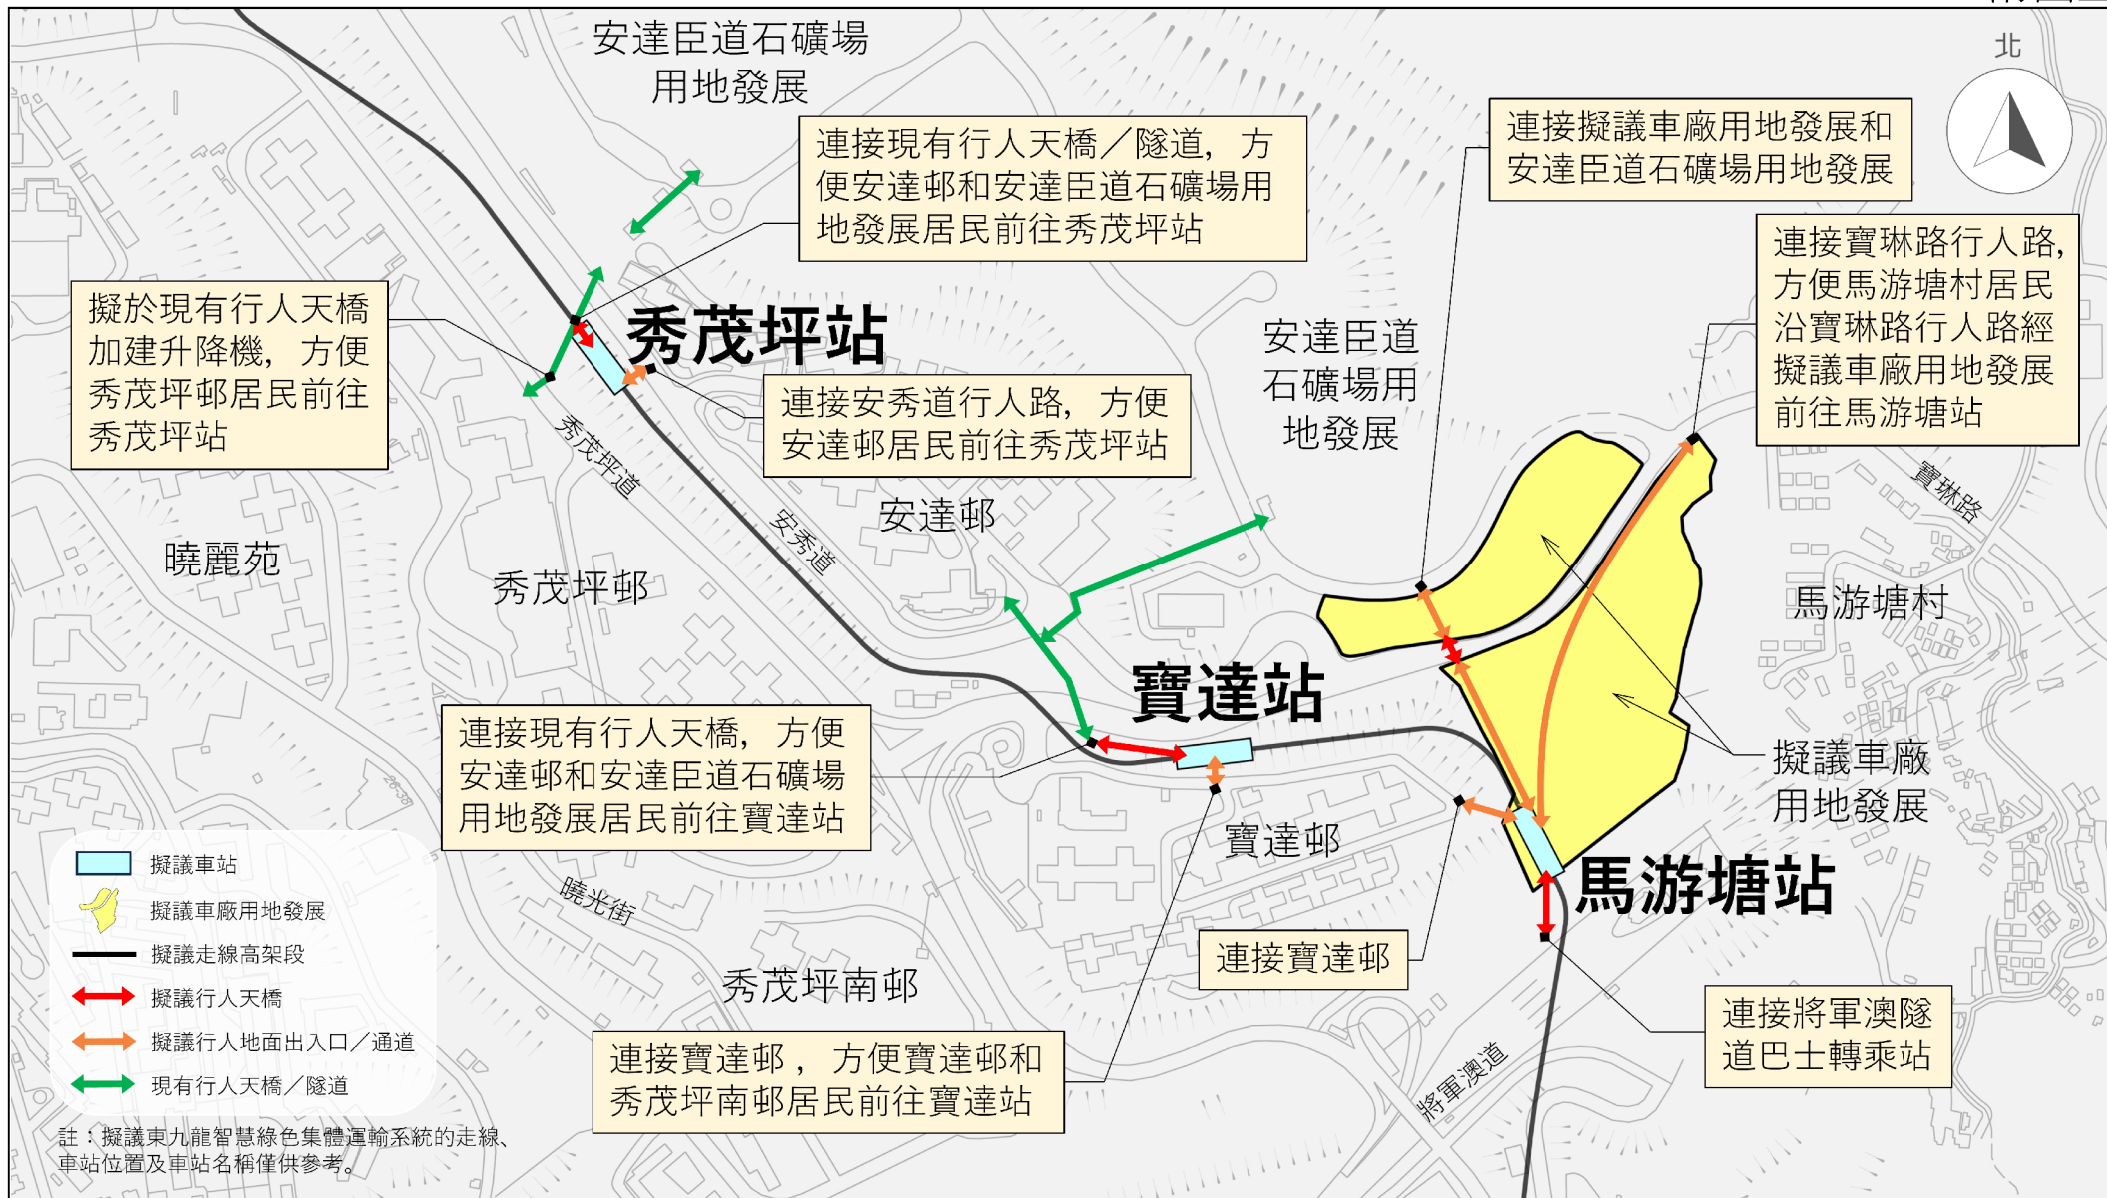 北
安達臣道石礦場
用地發展
連接現有行人天橋／隧道，方
便安達邨和安達臣道石礦場用
地發展居民前往秀茂坪站
連接擬議車廠用地發展和
安達臣道石礦場用地發展
連接寶琳路行人路，
方便馬游塘村居民
沿寶琳路行人路經
擬議車廠用地發展
前往馬游塘站
擬於現有行人天橋
加建升降機，方便
秀茂坪邨居民前往
秀茂坪站
秀茂坪站
連接安秀道行人路，方便
安達邨居民前往秀茂坪站
安達臣道
石礦場用
地發展
秀茂坪道
安秀道
安達邨
寶琳路
曉麗苑
秀茂坪邨
馬游塘村
寶達站
連接現有行人天橋，方便
安達邨和安達臣道石礦場
用地發展居民前往寶達站
擬議車廠
用地發展
寶達邨
馬游塘站
曉光街
秀茂坪南邨
連接寶達邨
連接寶達邨，方便寶達邨和
秀茂坪南邨居民前往寶達站
將軍澳道
連接將軍澳隧
道巴士轉乘站
擬議車站
擬議車廠用地發展
擬議走線高架段
擬議行人天橋
擬議行人地面出入口／通道
現有行人天橋／隧道
註：擬議東九龍智慧綠色集體運輸系統的走線、
車站位置及車站名稱僅供參考。